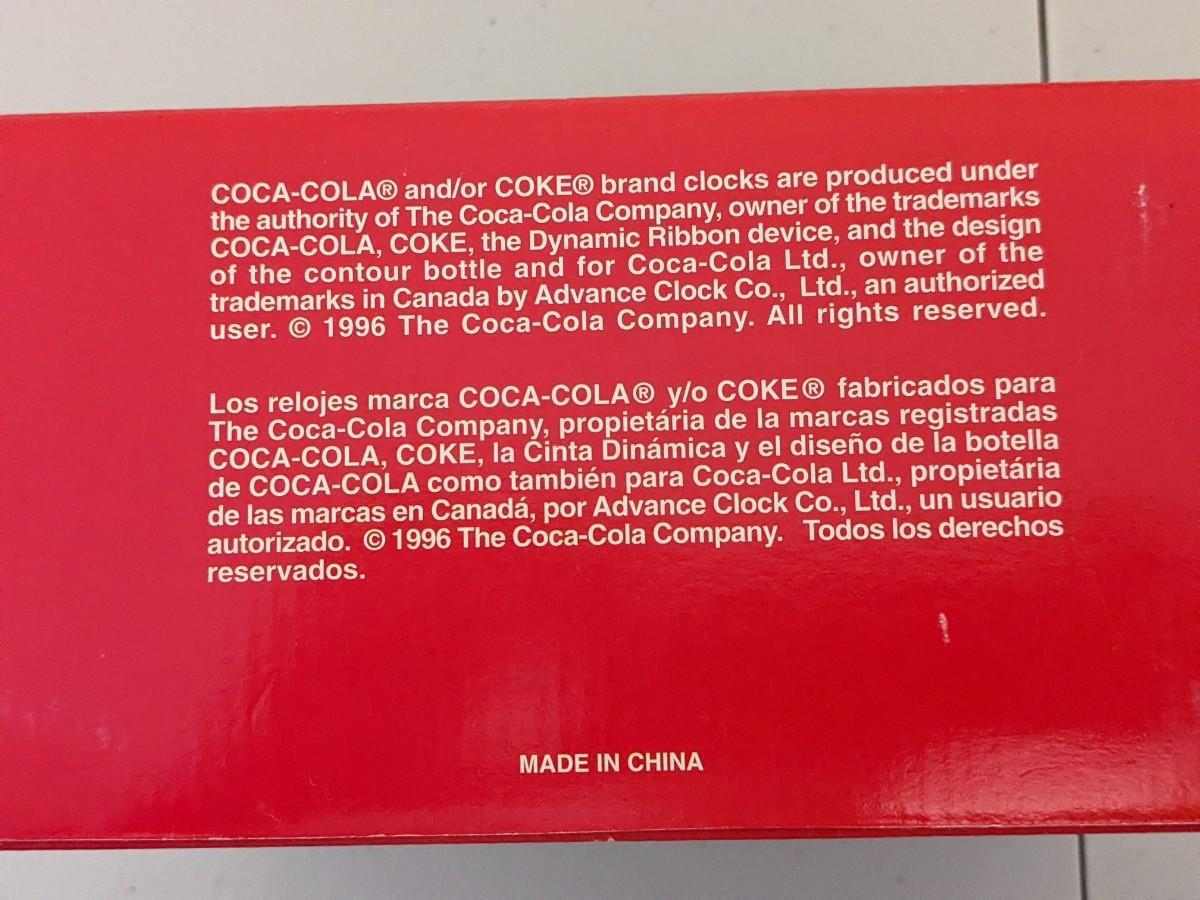 COCA-COLA® and/or COKE® brand clocks are produced under
the authority of The Coca-Cola Company, owner of the trademarks
COCA-COLA, COKE, the Dynamic Ribbon device, and the design
of the contour bottle and for Coca-Cola Ltd., owner of the
trademarks in Canada by Advance Clock Co., Ltd., an authorized
user. © 1996 The Coca-Cola Company. All rights reserved.
Los relojes marca COCA-COLA® y/o COKE® fabricados para
The Coca-Cola Company, propietária de la marcas registradas
COCA-COLA, COKE, la Cinta Dinámica y el diseño de la botella
de COCA-COLA como también para Coca-Cola Ltd., propietária
de las marcas en Canadá, por Advance Clock Co., Ltd., un usuario
autorizado. © 1996 The Coca-Cola Company. Todos los derechos
reservados.
MADE IN CHINA